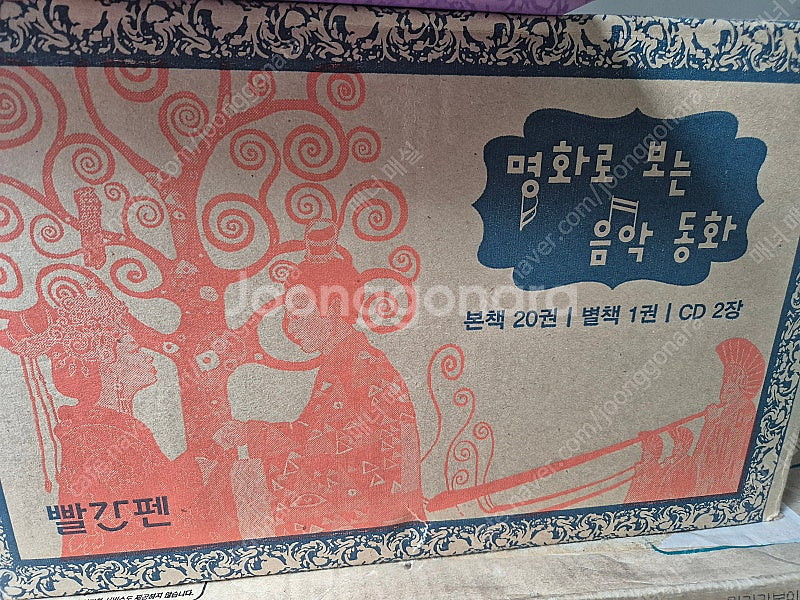 명화로 보는
음악 동화
본책 20권 | 별책 1권 | CD 2장
Joonggonara
빨간펜